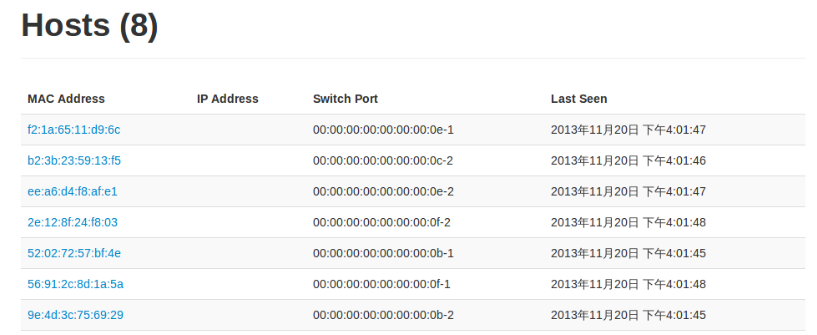 Hosts (8)
MAC Address IP Address Switch Port Last Seen
f2:1a:65:11:d9:6c 00:00:00:00:00:00:00:0e-1 2013年11月20日 下午4:01:47
b2:3b:23:59:13:f5 00:00:00:00:00:00:00:0c-2 2013年11月20日 下午4:01:46
ee:a6:d4:f8:af:e1 00:00:00:00:00:00:00:0e-2 2013年11月20日 下午4:01:47
2e:12:8f:24:f8:03 00:00:00:00:00:00:00:0f-2 2013年11月20日 下午4:01:48
52:02:72:57:bf:4e 00:00:00:00:00:00:00:0b-1 2013年11月20日 下午4:01:45
56:91:2c:8d:1a:5a 00:00:00:00:00:00:00:0f-1 2013年11月20日 下午4:01:48
9e:4d:3c:75:69:29 00:00:00:00:00:00:00:0b-2 2013年11月20日 下午4:01:45